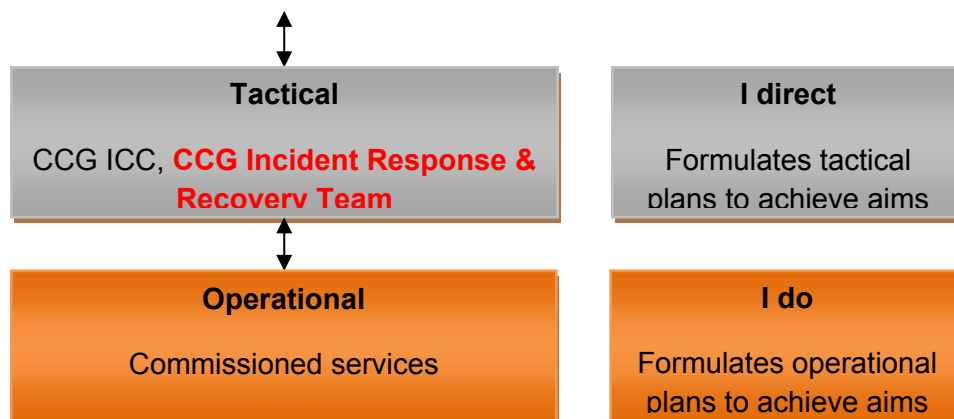 Tactical
CCG ICC, CCG Incident Response &
Recovery Team
I direct
Formulates tactical
plans to achieve aims
Operational
Commissioned services
I do
Formulates operational
plans to achieve aims